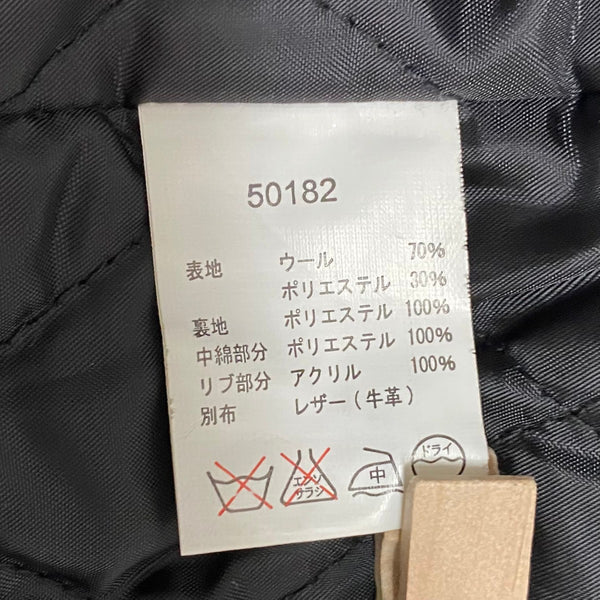 50182
表地 ウール 70%
ポリエステル 30%
裏地 ポリエステル 100%
中綿部分 ポリエステル 100%
リブ部分 アクリル 100%
別布 レザー(牛革)
エンソ
サラシ
中
ドライ